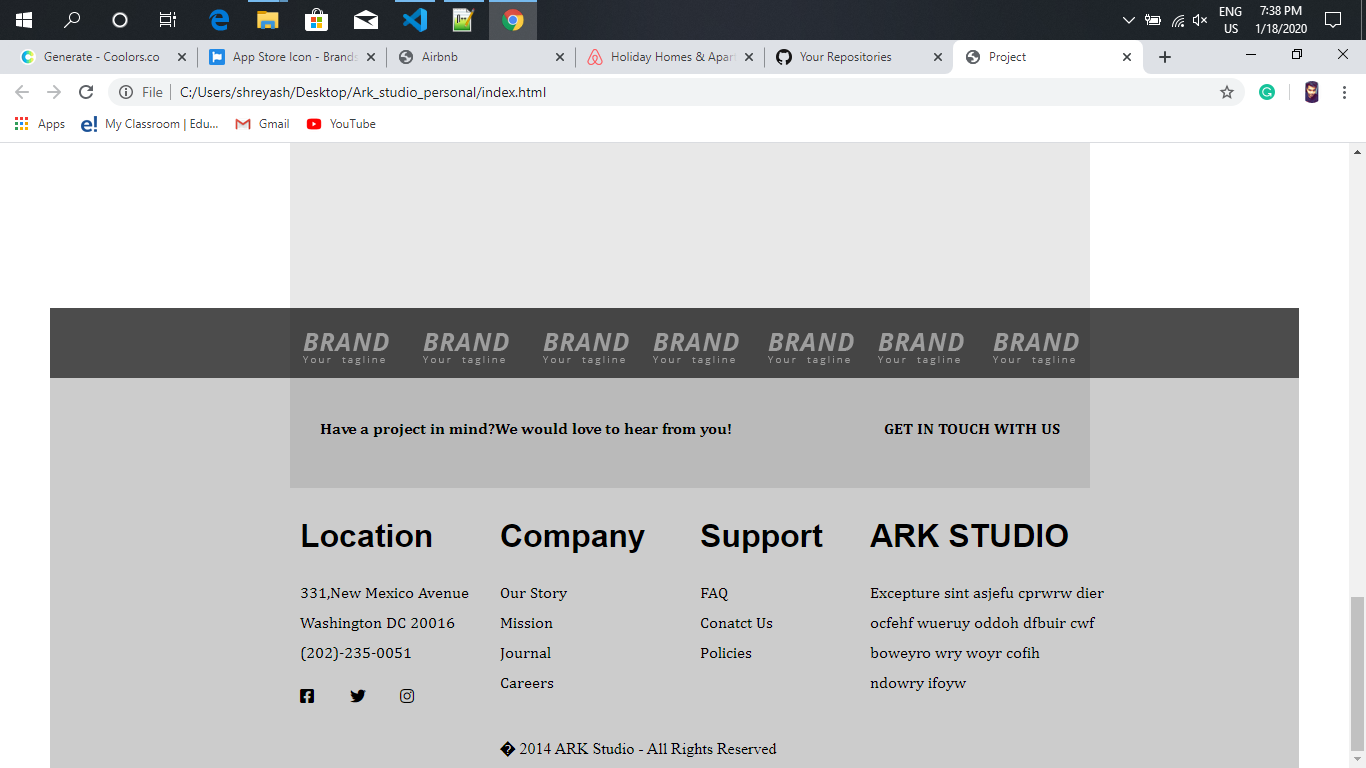 ENG
7:38 PM
US
1/18/2020
Generate - Coolors.co
App Store Icon - Brands
Airbnb
Holiday Homes & Apar
Your Repositories
Project
File
C:/Users/shreyash/Desktop/Ark_studio_personal/index.html
Apps
e! My Classroom | Edu...
Gmail
YouTube
BRAND BRAND BRAND BRAND BRAND BRAND BRAND
Your tagline Your tagline Your tagline Your tagline Your tagline Your tagline Your tagline
Have a project in mind?We would love to hear from you!
GET IN TOUCH WITH US
Location
331,New Mexico Avenue
Washington DC 20016
(202)-235-0051
Company
Our Story
Mission
Journal
Careers
Support
FAQ
Conatct Us
Policies
ARK STUDIO
Excepture sint asjefu cprwrw dier
ocfehf wueruy oddoh dfbuir cwf
boweyro wry woyr cofih
ndowry ifoyw
� 2014 ARK Studio - All Rights Reserved